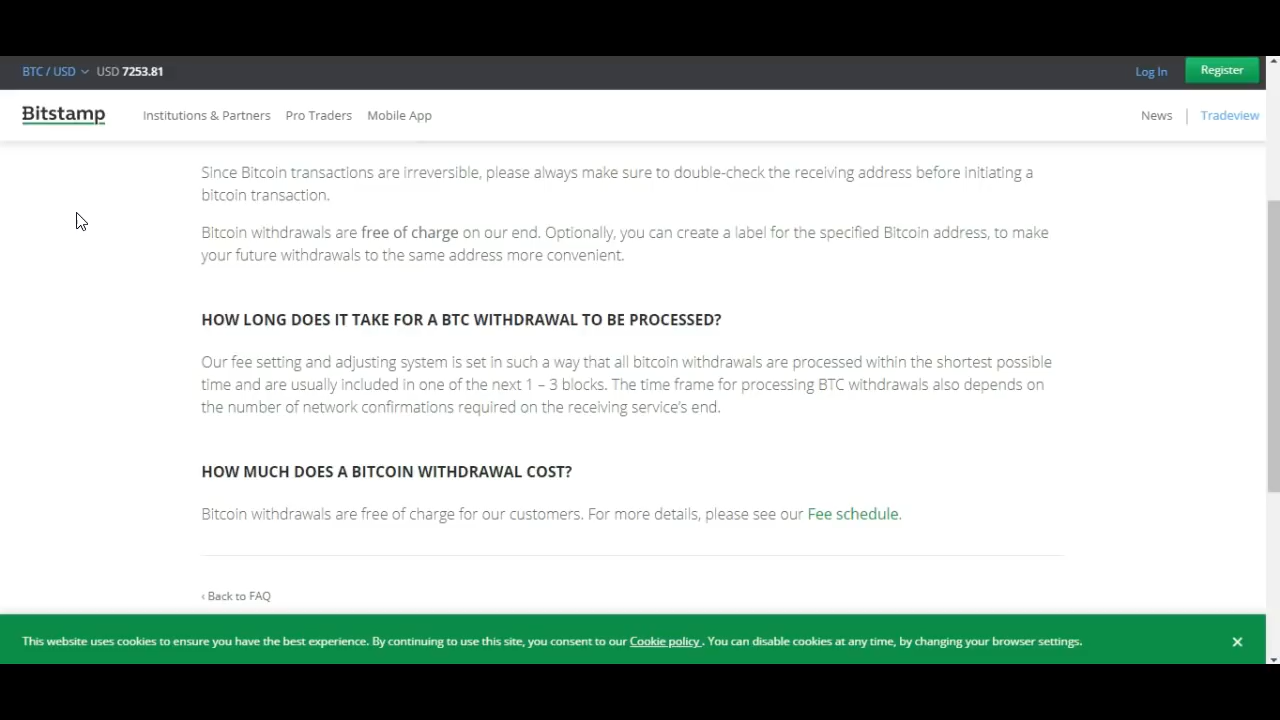 BTC / USD USD 7253.81 Log In Register
Bitstamp Institutions & Partners Pro Traders Mobile App News Tradeview
Since Bitcoin transactions are irreversible, please always make sure to double-check the receiving address before initiating a
bitcoin transaction.
Bitcoin withdrawals are free of charge on our end. Optionally, you can create a label for the specified Bitcoin address, to make
your future withdrawals to the same address more convenient.
HOW LONG DOES IT TAKE FOR A BTC WITHDRAWAL TO BE PROCESSED?
Our fee setting and adjusting system is set in such a way that all bitcoin withdrawals are processed within the shortest possible
time and are usually included in one of the next 1 – 3 blocks. The time frame for processing BTC withdrawals also depends on
the number of network confirmations required on the receiving service's end.
HOW MUCH DOES A BITCOIN WITHDRAWAL COST?
Bitcoin withdrawals are free of charge for our customers. For more details, please see our Fee schedule.
‹ Back to FAQ
This website uses cookies to ensure you have the best experience. By continuing to use this site, you consent to our Cookie policy . You can disable cookies at any time, by changing your browser settings.